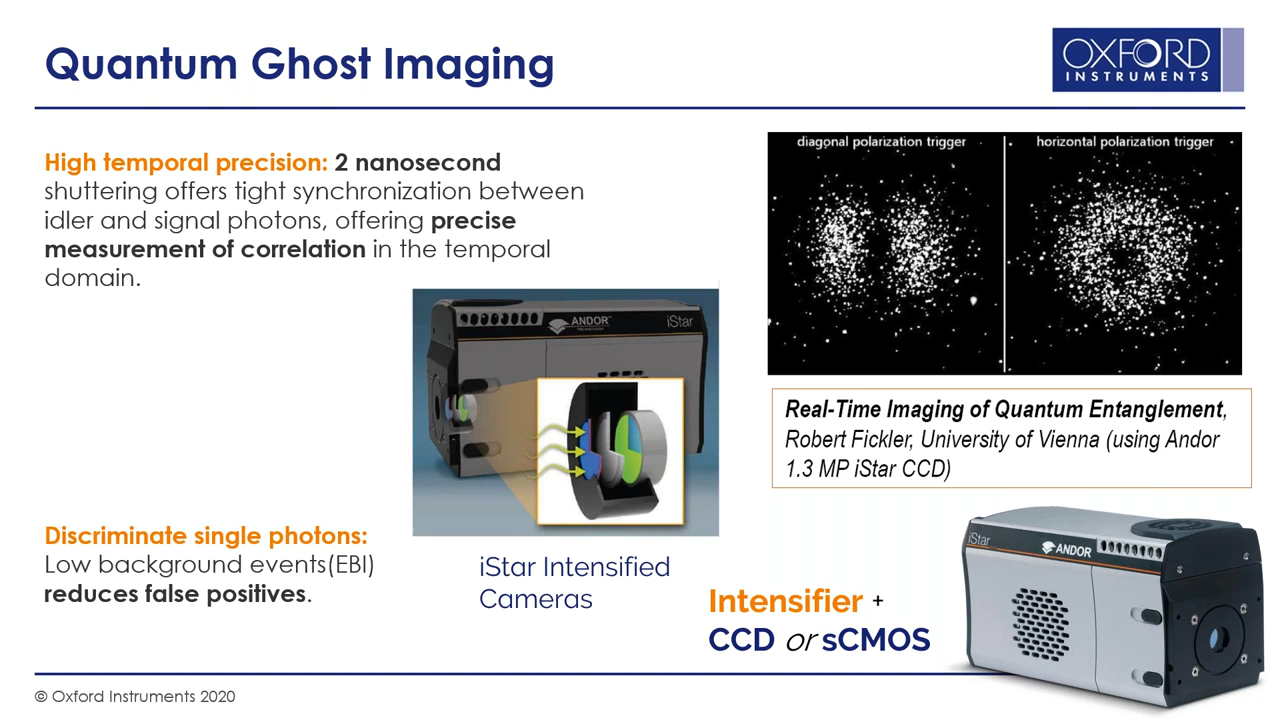 Quantum Ghost Imaging
OXFORD
INSTRUMENTS
High temporal precision: 2 nanosecond
shuttering offers tight synchronization between
idler and signal photons, offering precise
measurement of correlation in the temporal
domain.
diagonal polarization trigger
horizontal polarization trigger
ANDOR
iStar
Real-Time Imaging of Quantum Entanglement,
Robert Fickler, University of Vienna (using Andor
1.3 MP iStar CCD)
Discriminate single photons:
Low background events(EBI)
reduces false positives.
iStar Intensified
Cameras
Intensifier +
CCD or sCMOS
iStar
ANDOR
© Oxford Instruments 2020